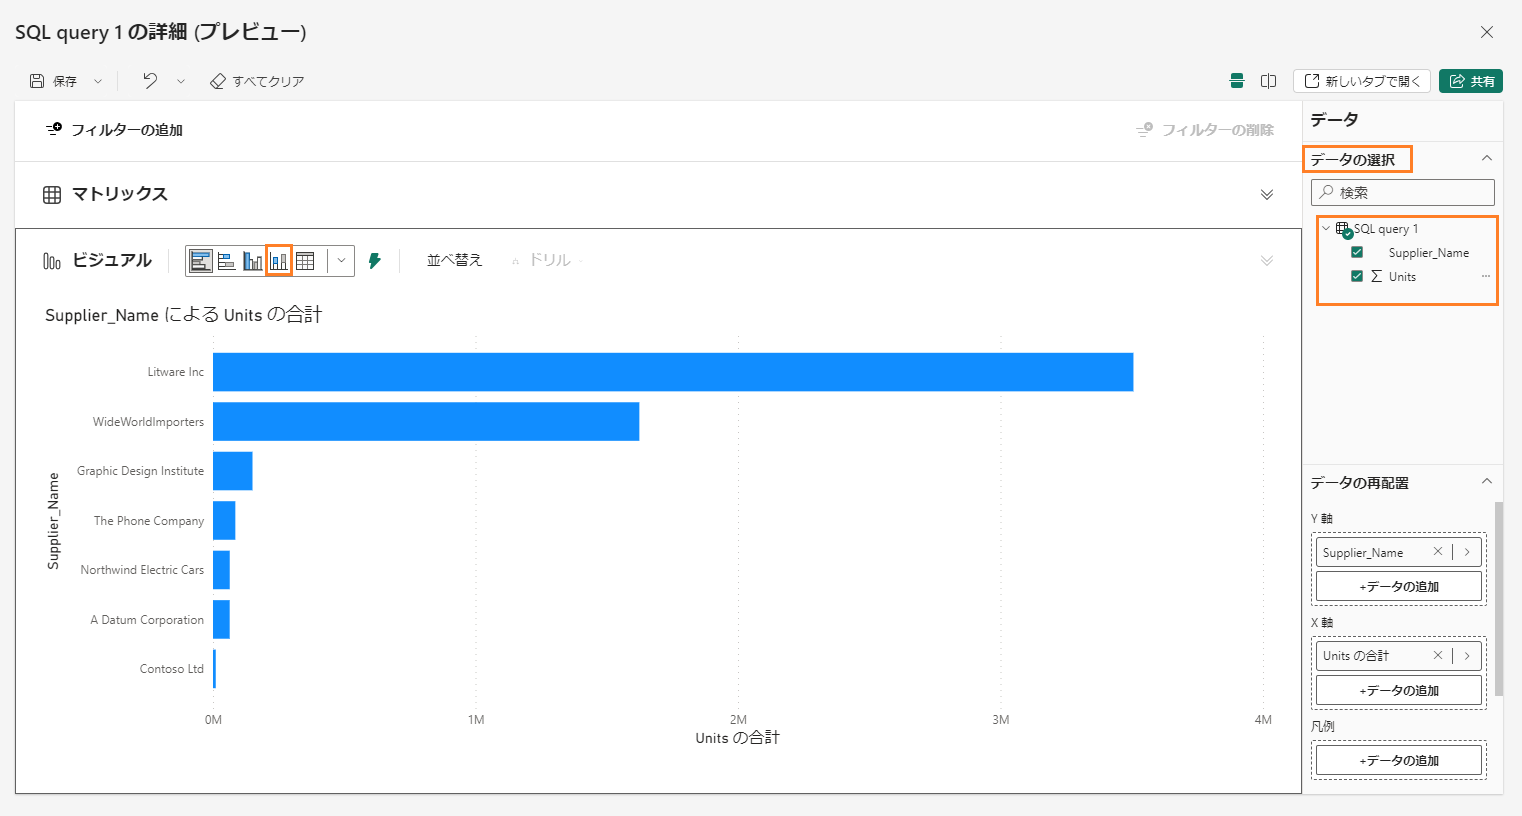 SQL query 1 の詳細 (プレビュー)
保存
すべてクリア
新しいタブで開く
共有
フィルターの追加
フィルターの削除
マトリックス
ビジュアル
並べ替え
ドリル
Supplier_Name による Units の合計
Supplier_Name
Litware Inc
WideWorldImporters
Graphic Design Institute
The Phone Company
Northwind Electric Cars
A Datum Corporation
Contoso Ltd
0M 1M 2M 3M 4M
Units の合計
データ
データの選択
検索
SQL query 1
Supplier_Name
Units
データの再配置
Y 軸
Supplier_Name
+データの追加
X 軸
Units の合計
+データの追加
凡例
+データの追加